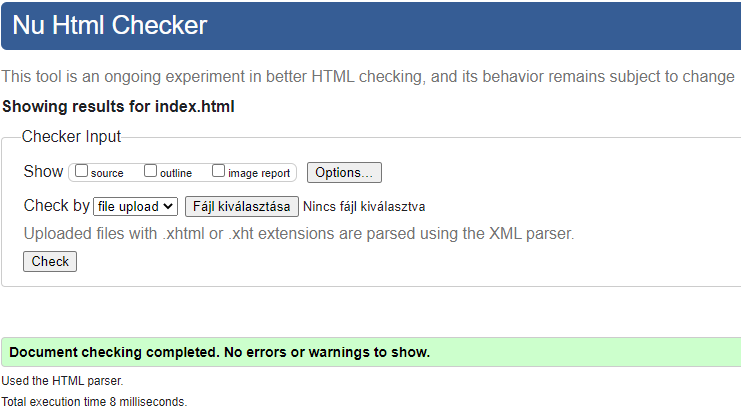 Nu Html Checker
This tool is an ongoing experiment in better HTML checking, and its behavior remains subject to change
Showing results for index.html
Checker Input
Show source outline image report Options...
Check by file upload Fájl kiválasztása Nincs fájl kiválasztva
Uploaded files with .xhtml or .xht extensions are parsed using the XML parser.
Check
Document checking completed. No errors or warnings to show.
Used the HTML parser.
Total execution time 8 milliseconds.